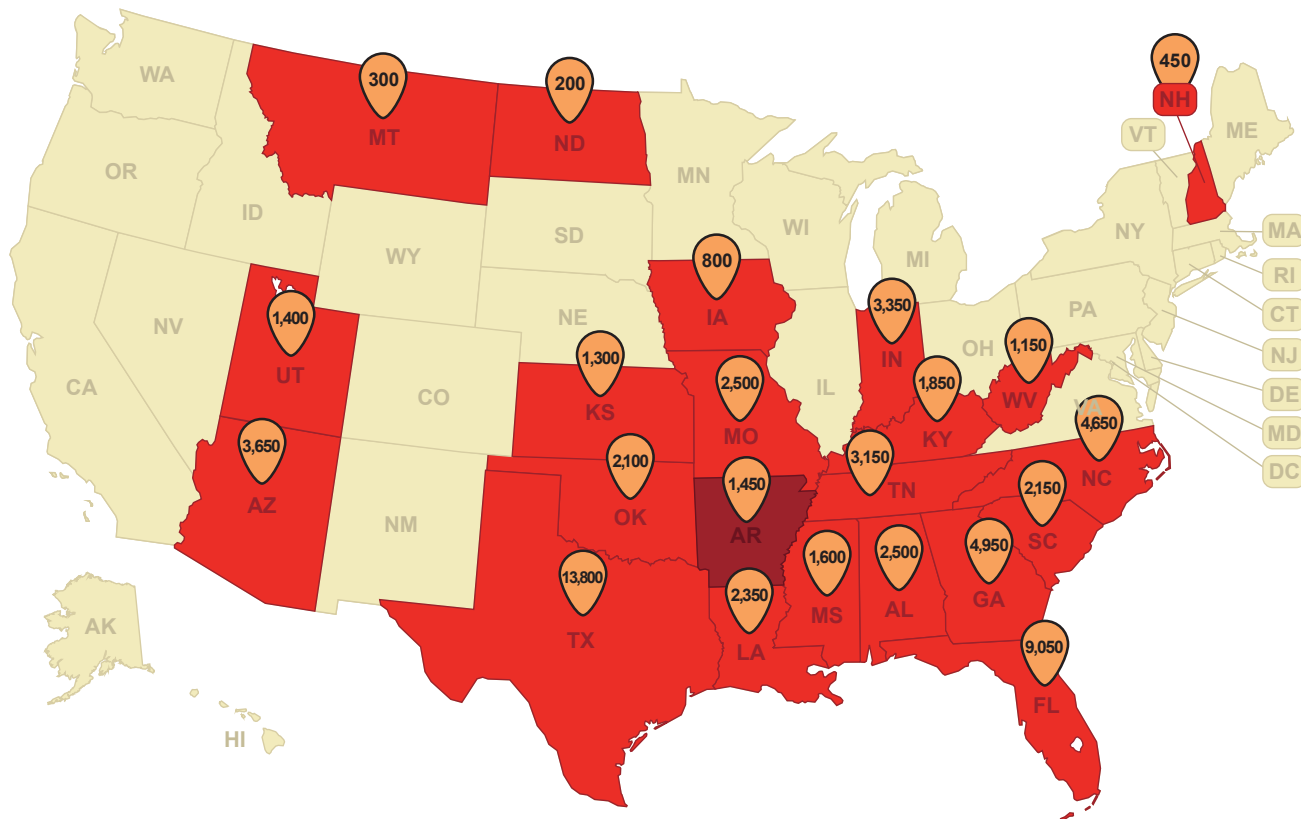 450
NH
WA
300
MT
200
ND
VT
ME
OR
MN
ID
WI
NY
MA
SD
WY
MI
RI
800
IA
NE
PA
CT
1,400
UT
NV
3,350
IN
OH
1,150
WV
NJ
1,300
KS
2,500
MO
IL
1,850
KY
DE
CA
CO
VA
4,650
NC
MD
3,650
AZ
2,100
OK
3,150
TN
DC
NM
1,450
AR
2,150
SC
13,800
TX
2,350
LA
1,600
MS
2,500
AL
4,950
GA
AK
9,050
FL
HI